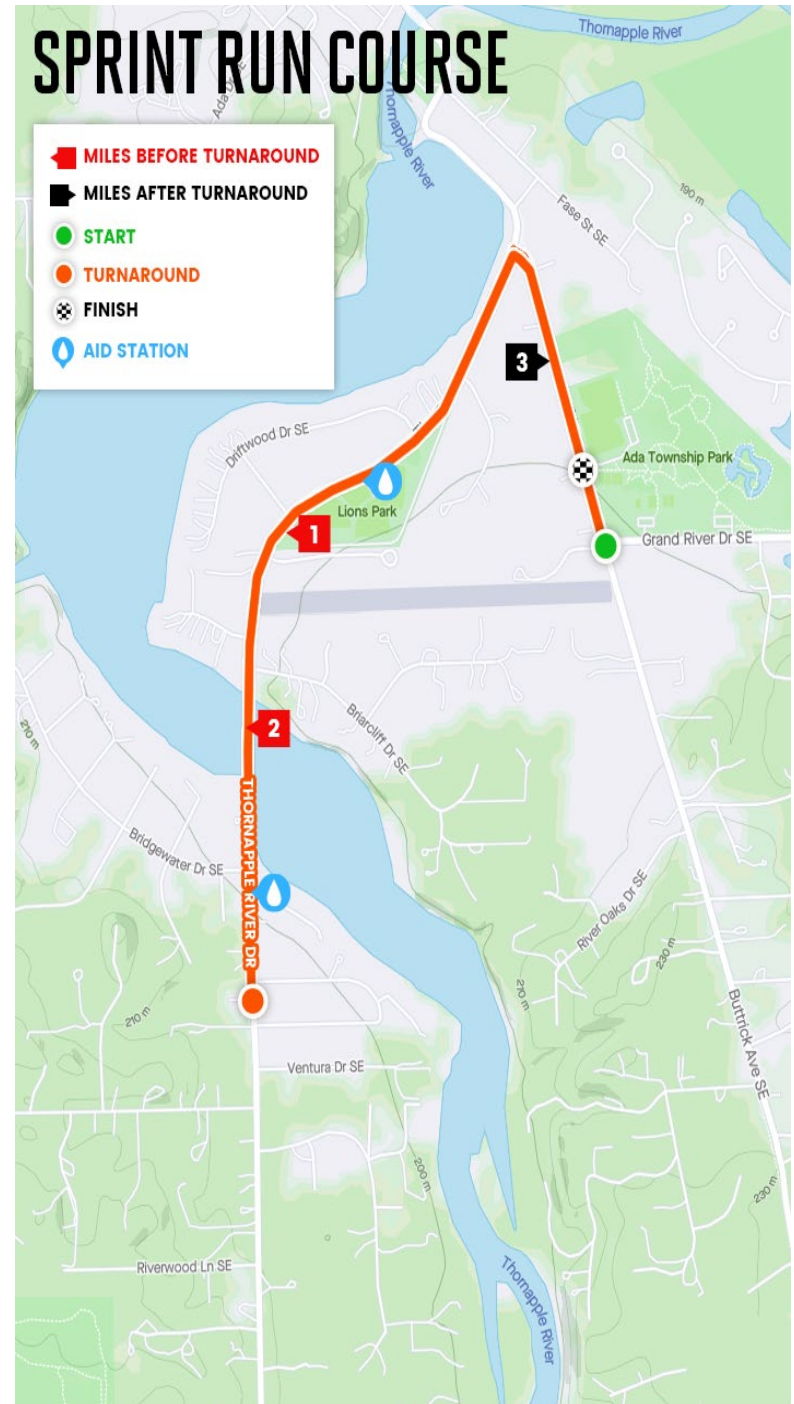 SPRINT RUN COURSE
MILES BEFORE TURNAROUND
MILES AFTER TURNAROUND
START
TURNAROUND
FINISH
AID STATION
Thornapple River
Ada Dr SE
Thornapple River
Fase St SE
190 m
3
Driftwood Dr SE
Ada Township Park
Lions Park
1
Grand River Dr SE
2
Briarcliff Dr SE
210 m
THORNAPPLE RIVER DR
Bridgewater Dr SE
River Oaks Dr SE
230 m
210 m
210 m
Buttrick Ave SE
Ventura Dr SE
200 m
230 m
Riverwood Ln SE
Thornapple River